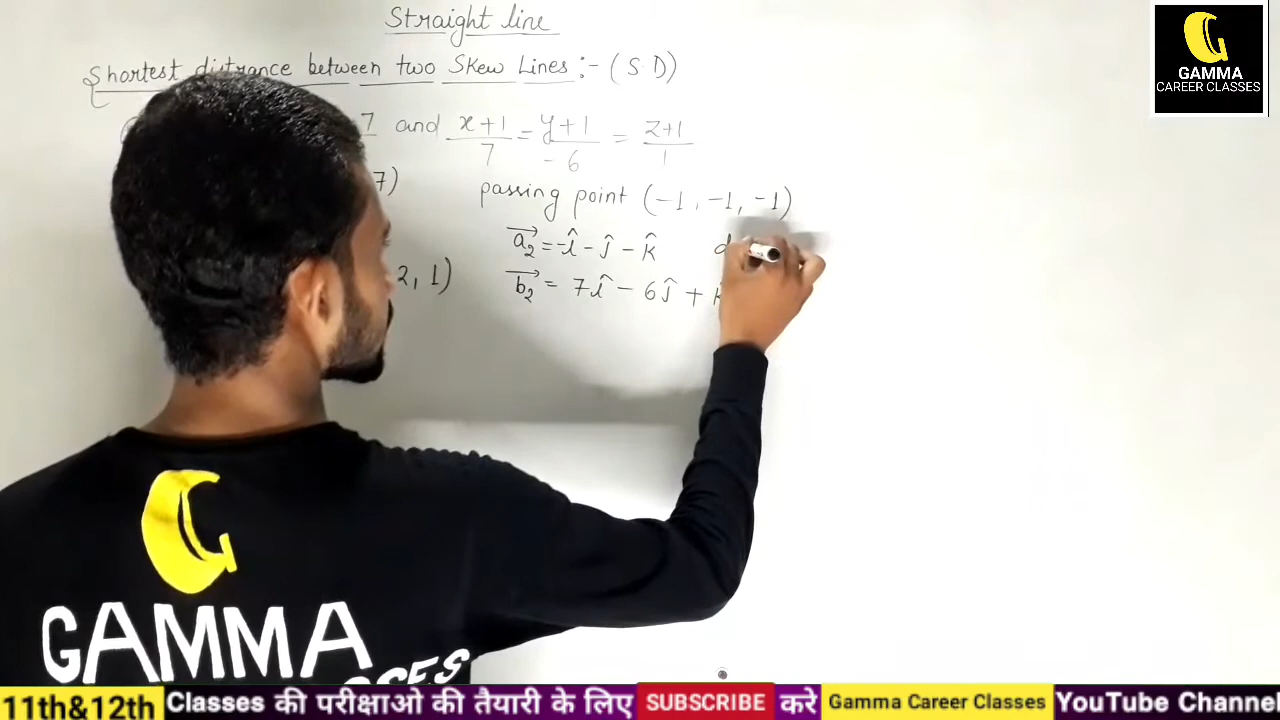 Straight line
Shortest distance between two Skew Lines :- (S D)
7 and x+1/7 = y+1/-6 = z+1/1
7)
passing point (-1, -1, -1)
a₂ = -î - ĵ - k̂ d
2, 1)
b₂ = 7î - 6ĵ + k̂
GAMMA
CAREER CLASSES
GAMMA
11th&12th Classes की परीक्षाओ की तैयारी के लिए SUBSCRIBE करे Gamma Career Classes YouTube Channel